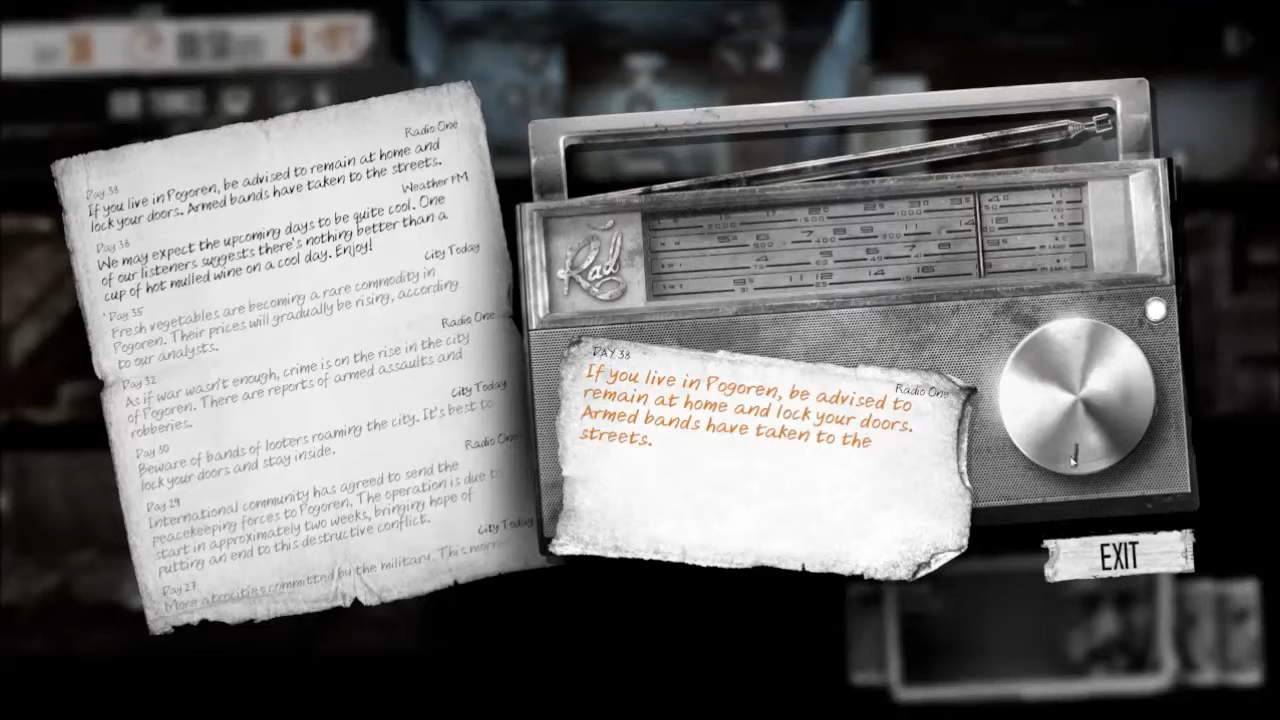 Radio One
Day 38
If you live in Pogoren, be advised to remain at home and
lock your doors. Armed bands have taken to the streets.
Weather FM
Day 38
We may expect the upcoming days to be quite cool. One
of our listeners suggests there's nothing better than a
cup of hot mulled wine on a cool day. Enjoy!
City Today
Day 35
Fresh vegetables are becoming a rare commodity in
Pogoren. Their prices will gradually be rising, according
to our analysts.
Radio One
Day 32
As if war wasn't enough, crime is on the rise in the city
of Pogoren. There are reports of armed assaults and
robberies.
City Today
Day 30
Beware of bands of looters roaming the city. It's best to
lock your doors and stay inside.
Radio One
Day 29
International community has agreed to send the
peacekeeping forces to Pogoren. The operation is due to
start in approximately two weeks, bringing hope of
putting an end to this destructive conflict.
City Today
Day 27
More atrocities committed by the military. This
Rad
DAY 38
Radio One
If you live in Pogoren, be advised to
remain at home and lock your doors.
Armed bands have taken to the
streets.
EXIT